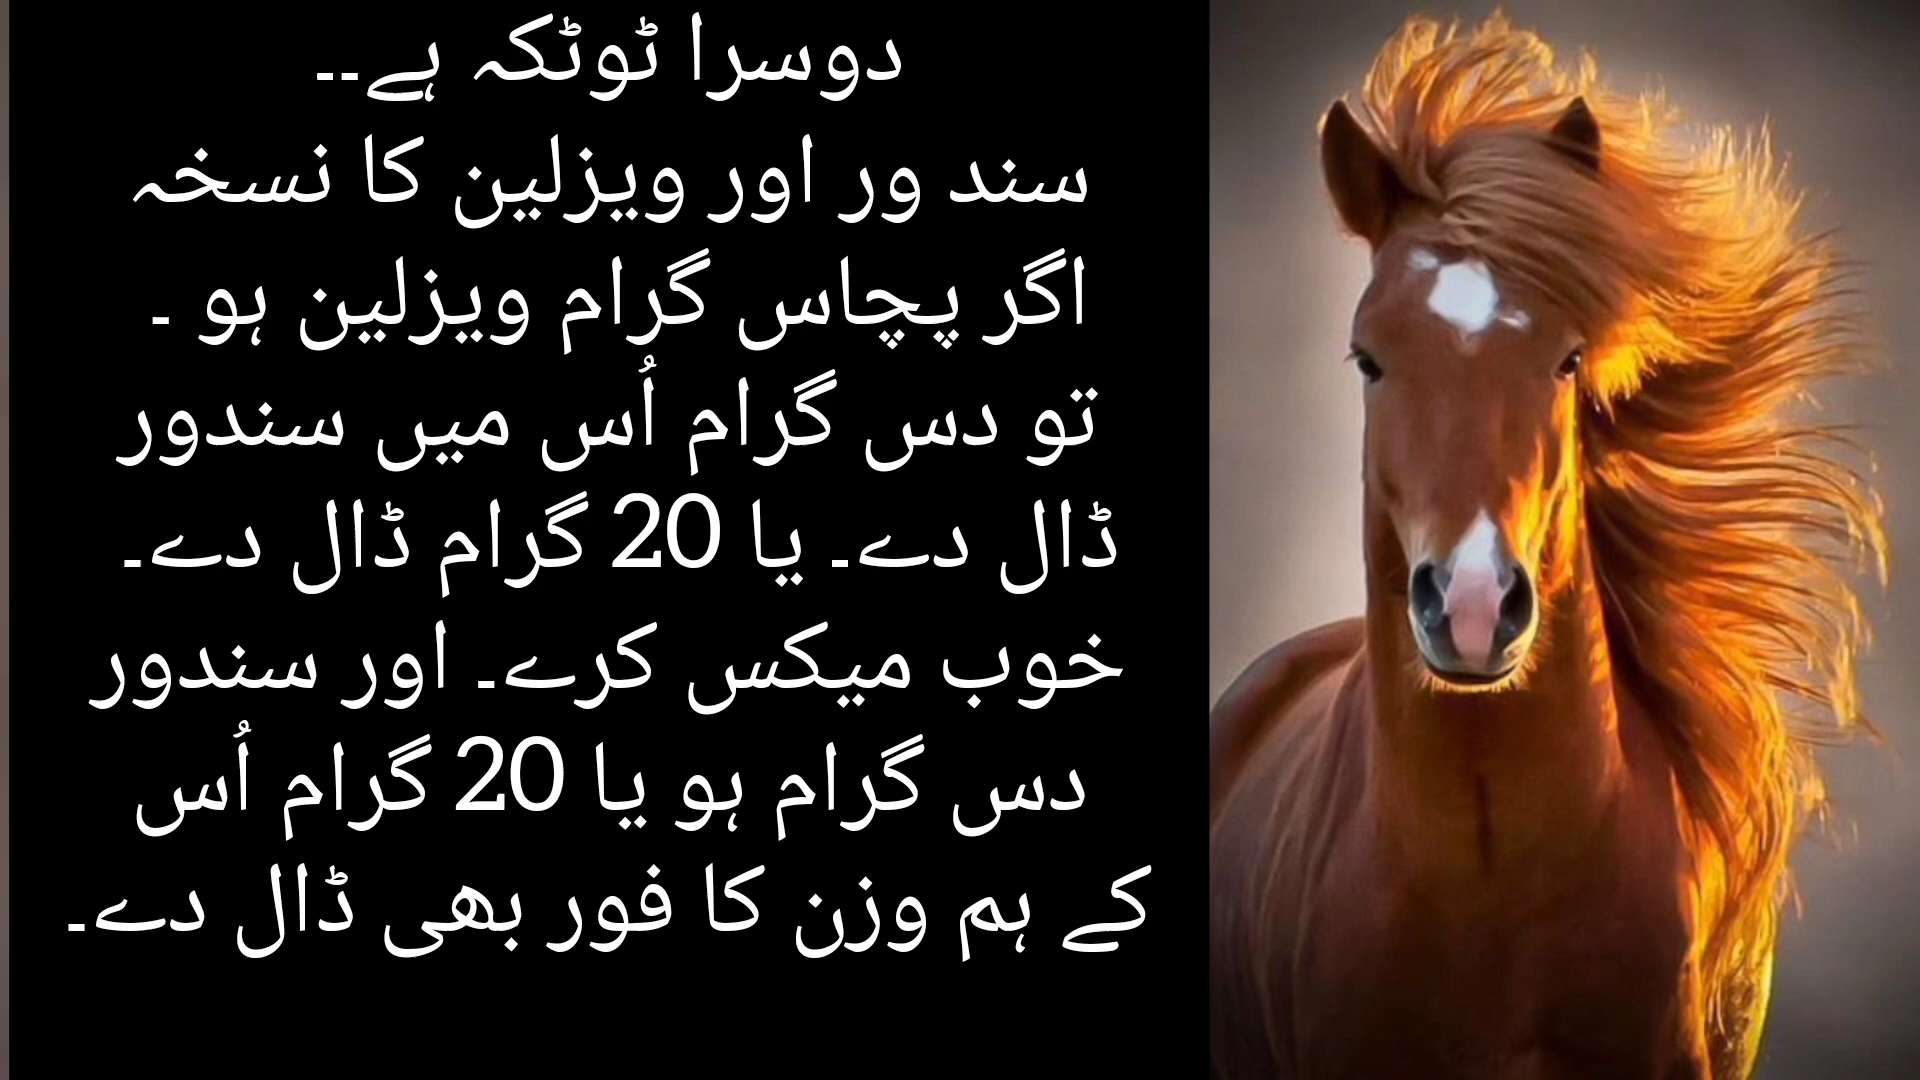 دوسرا ٹوٹکہ ہے۔۔
سند ور اور ویزلین کا نسخہ
اگر پچاس گرام ویزلین ہو ۔
تو دس گرام اُس میں سندور
ڈال دے۔ یا 20 گرام ڈال دے۔
خوب میکس کرے۔ اور سندور
دس گرام ہو یا 20 گرام اُس
کے ہم وزن کا فور بھی ڈال دے۔